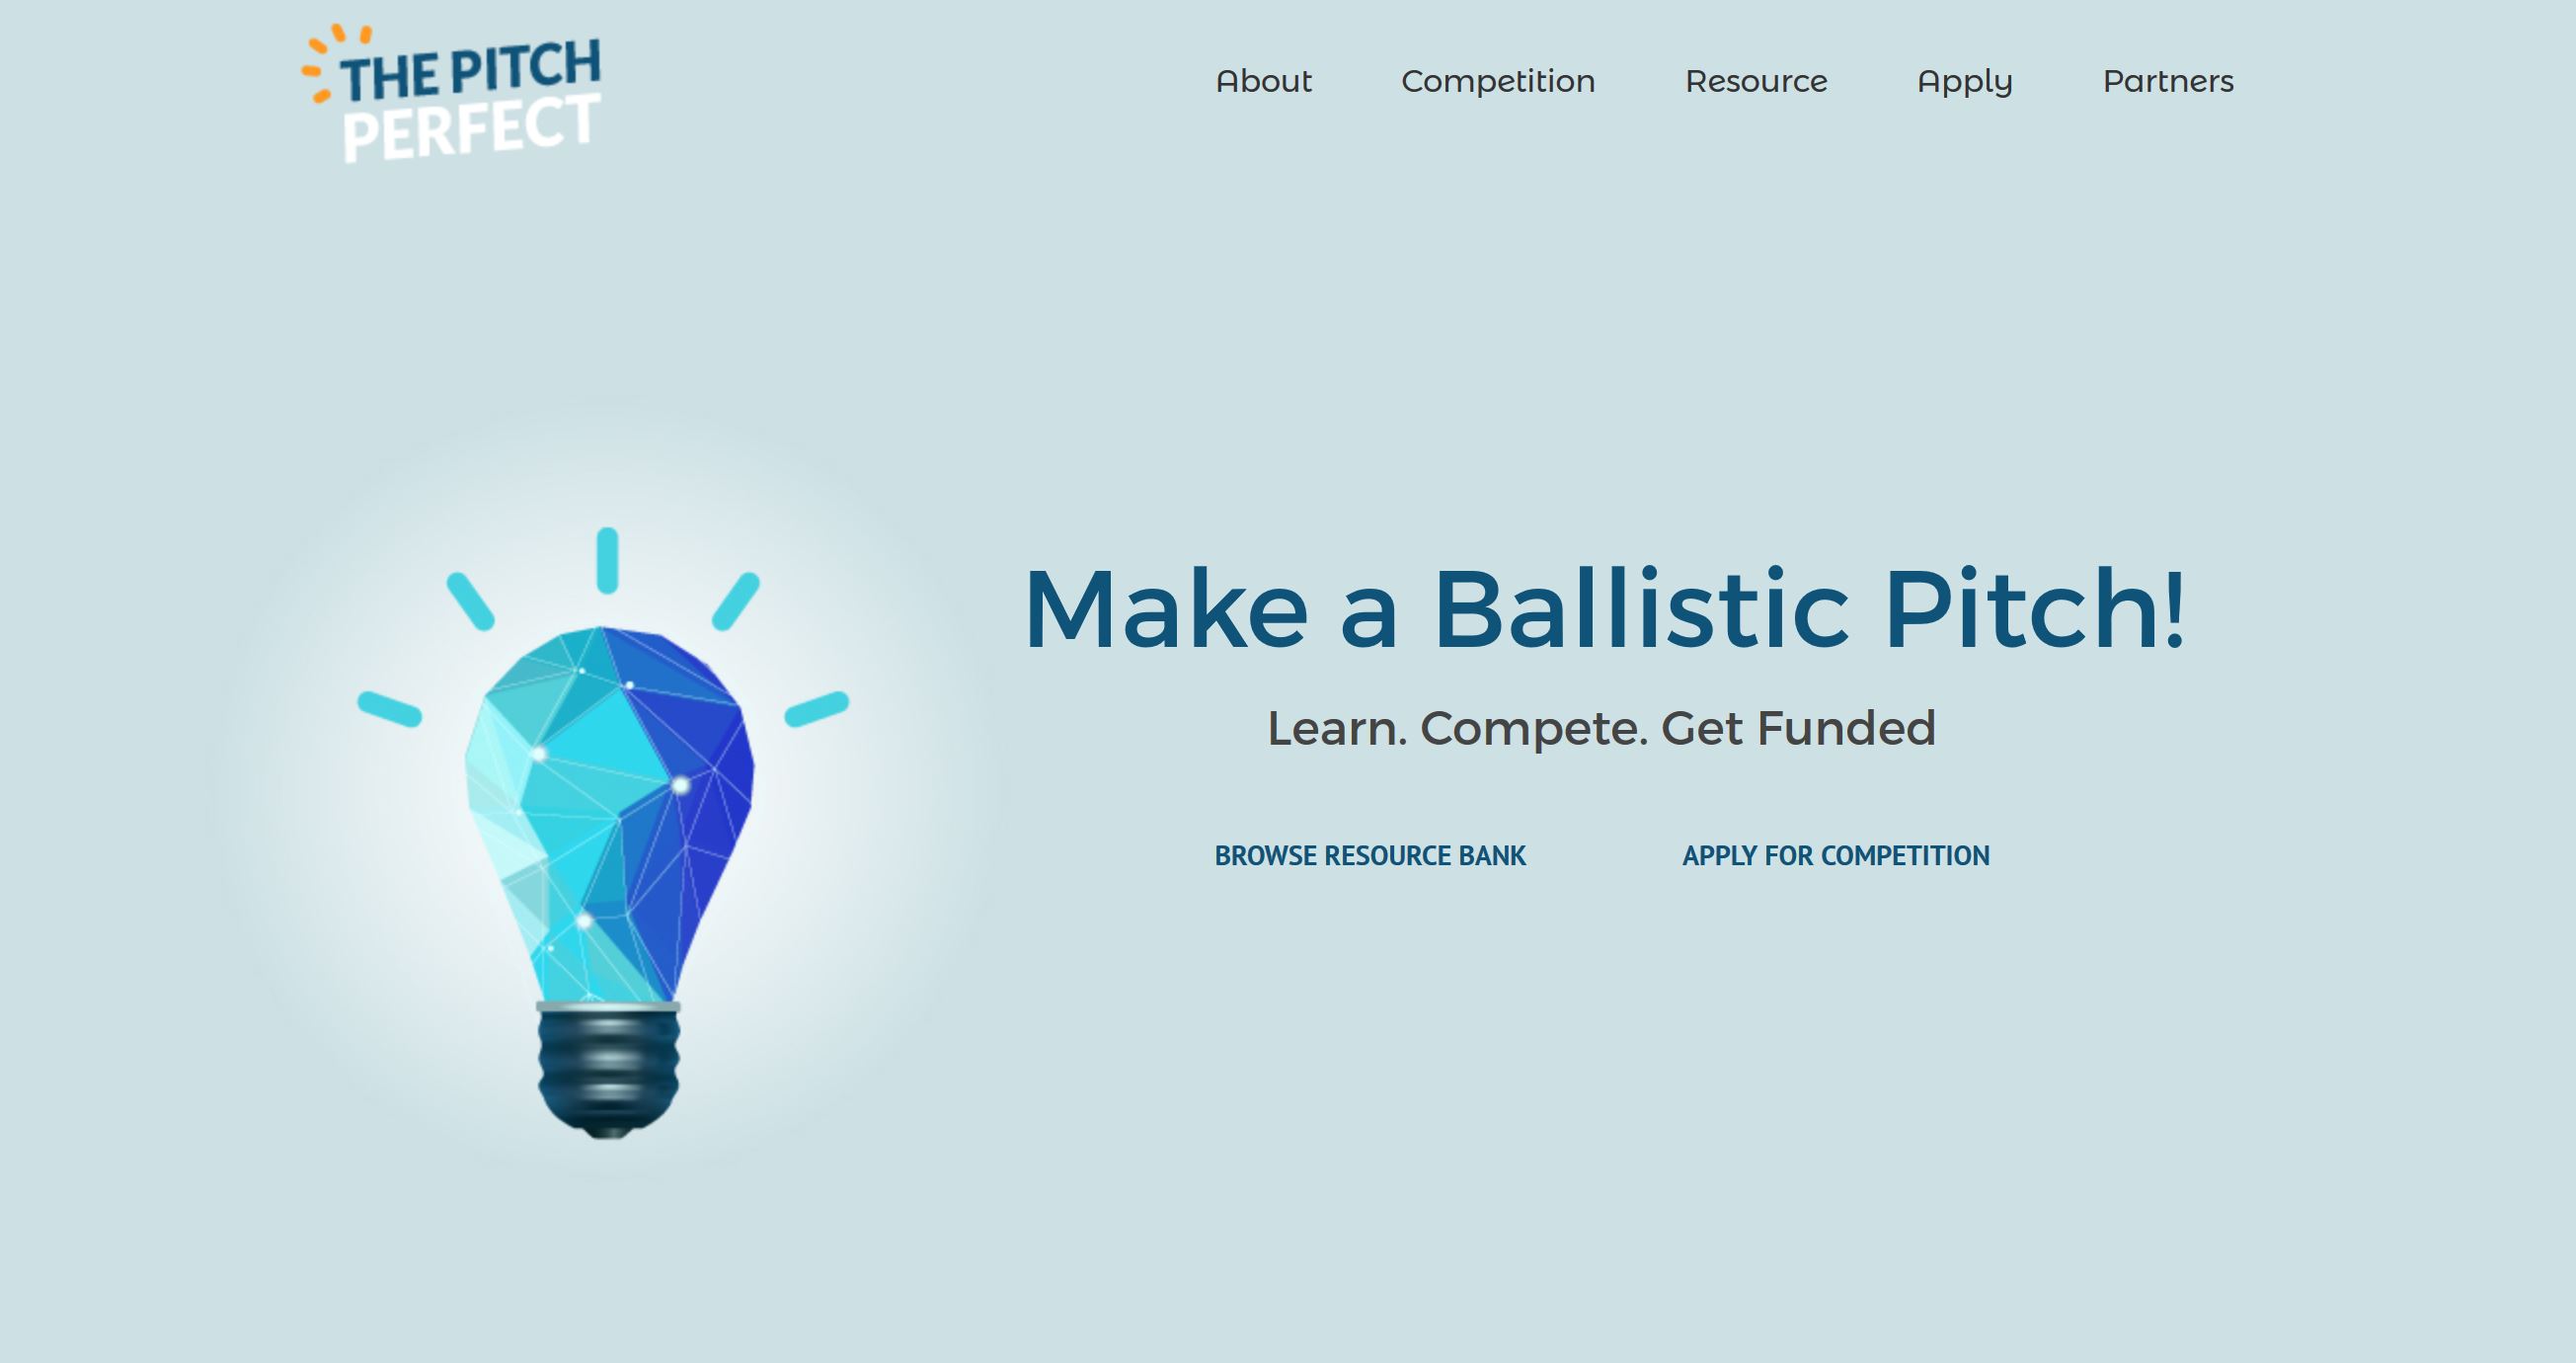 THE PITCH
PERFECT
About
Competition
Resource
Apply
Partners
Make a Ballistic Pitch!
Learn. Compete. Get Funded
BROWSE RESOURCE BANK
APPLY FOR COMPETITION